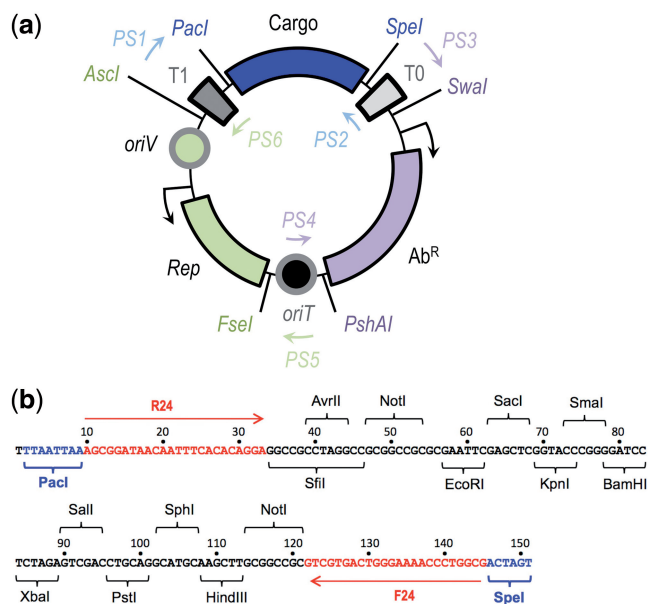 (a)
Cargo
PacI
SpeI
PS1
PS3
AscI
T1
T0
SwaI
PS6
PS2
oriV
PS4
Rep
AbR
oriT
FseI
PshAI
PS5
(b)
R24
AvrII NotI SacI SmaI
10 20 30 40 50 60 70 80
TTTAATTAAAGCGGATAACAATTTCACACAGGAGGCCGCCTAGGCCGCGGCCGCGCGAATTCGAGCTCGGTACCCGGGGATCC
PacI SfiI EcoRI KpnI BamHI
SalI SphI NotI
90 100 110 120 130 140 150
TCTAGAGTCGACCTGCAGGCATGCAAGCTTGCGGCCGCGTCGTGACTGGGAAAACCCTGGCGACTAGT
XbaI PstI HindIII F24 SpeI